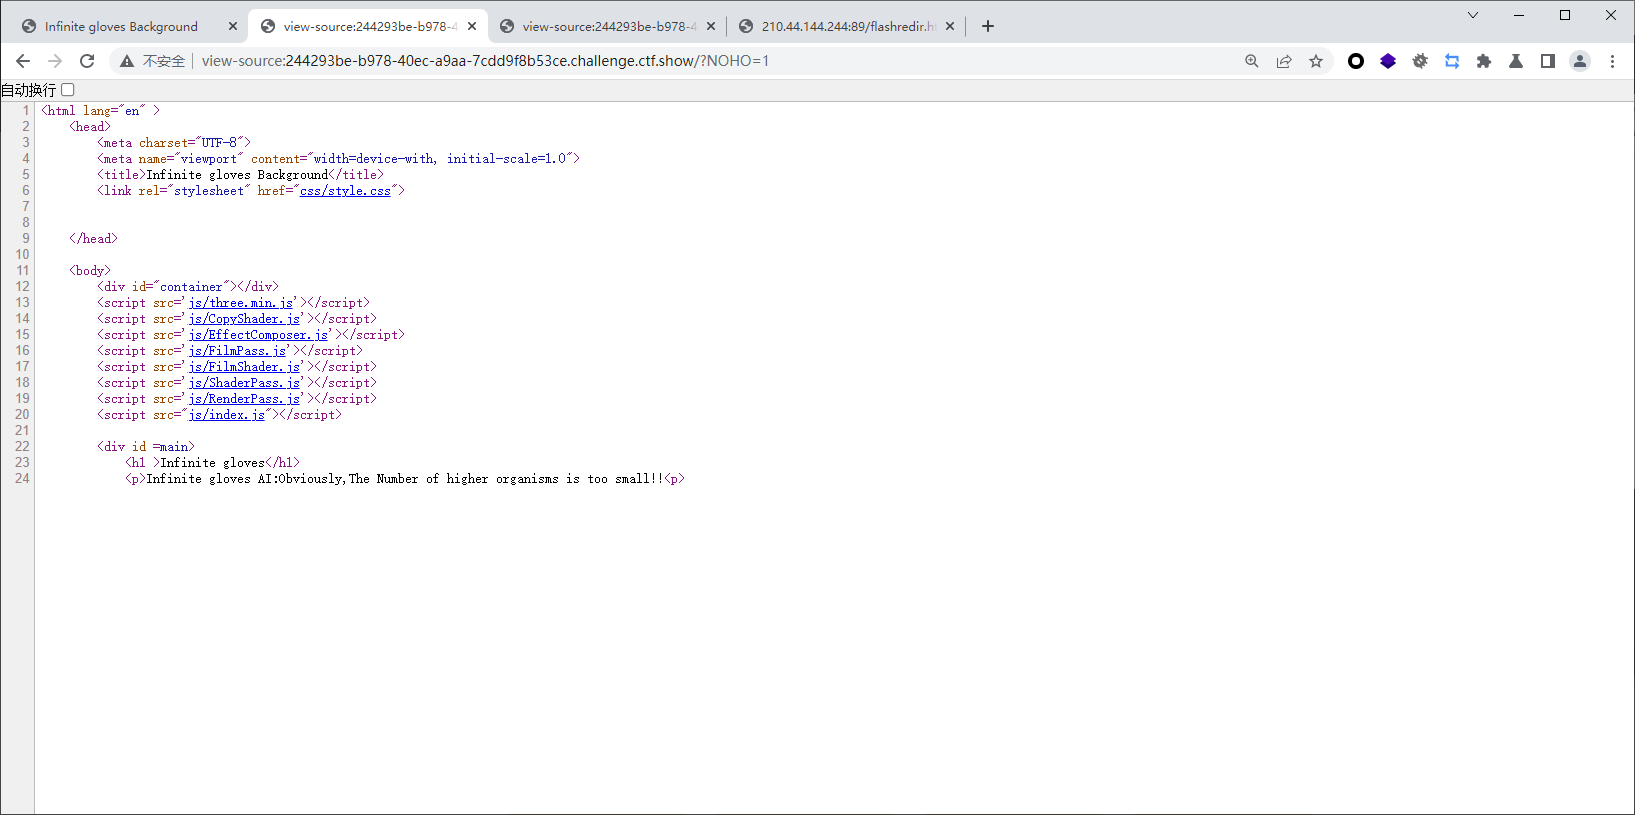 Infinite gloves Background
view-source:244293be-b978-4
view-source:244293be-b978-4
210.44.144.244:89/flashredir.h
不安全 view-source:244293be-b978-40ec-a9aa-7cdd9f8b53ce.challenge.ctf.show/?NOHO=1
自动换行
1 <html lang="en" >
2 <head>
3 <meta charset="UTF-8">
4 <meta name="viewport" content="width=device-with, initial-scale=1.0">
5 <title>Infinite gloves Background</title>
6 <link rel="stylesheet" href="css/style.css">
7
8
9 </head>
10
11 <body>
12 <div id="container"></div>
13 <script src='js/three.min.js'></script>
14 <script src='js/CopyShader.js'></script>
15 <script src='js/EffectComposer.js'></script>
16 <script src='js/FilmPass.js'></script>
17 <script src='js/FilmShader.js'></script>
18 <script src='js/ShaderPass.js'></script>
19 <script src='js/RenderPass.js'></script>
20 <script src="js/index.js"></script>
21
22 <div id =main>
23 <h1 >Infinite gloves</h1>
24 <p>Infinite gloves AI:Obviously,The Number of higher organisms is too small!!<p>